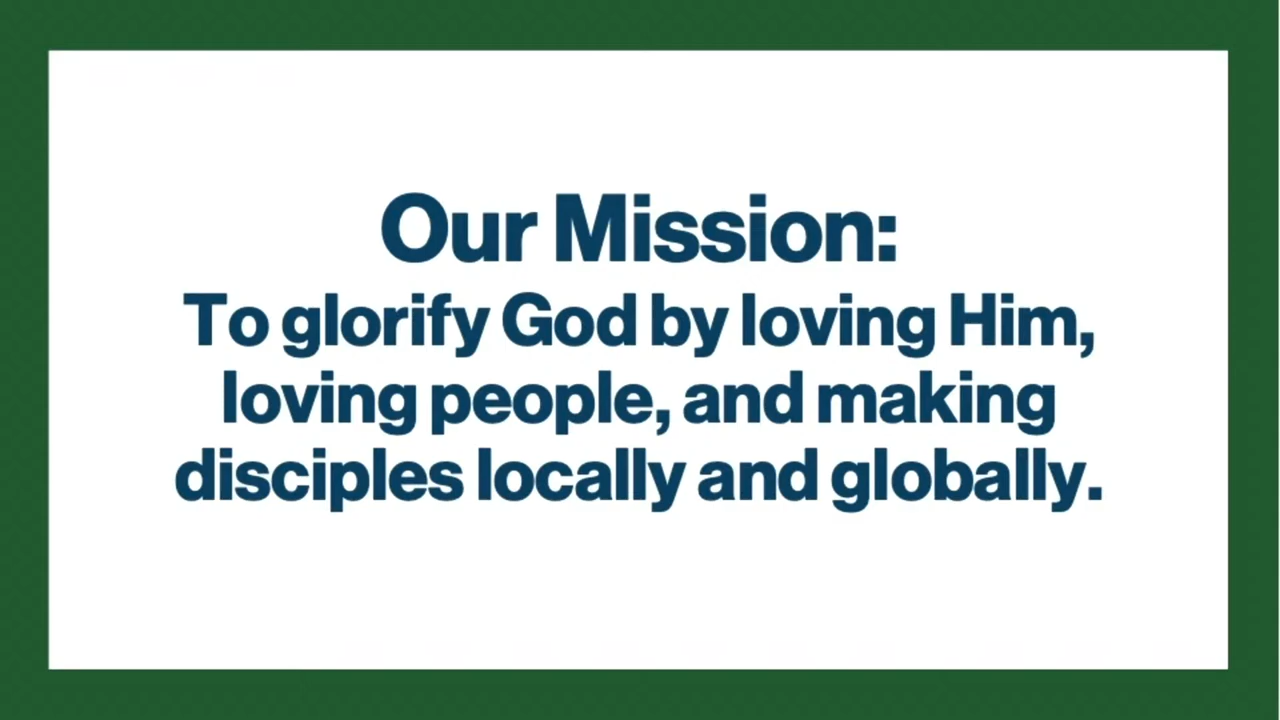 Our Mission:
To glorify God by loving Him,
loving people, and making
disciples locally and globally.